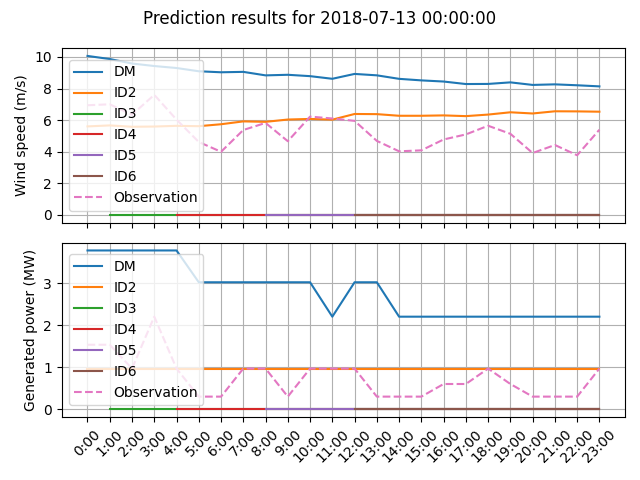 Prediction results for 2018-07-13 00:00:00
Wind speed (m/s)
10
8
6
4
2
0
DM
ID2
ID3
ID4
ID5
ID6
Observation
Generated power (MW)
3
2
1
0
DM
ID2
ID3
ID4
ID5
ID6
Observation
0:00
1:00
2:00
3:00
4:00
5:00
6:00
7:00
8:00
9:00
10:00
11:00
12:00
13:00
14:00
15:00
16:00
17:00
18:00
19:00
20:00
21:00
22:00
23:00